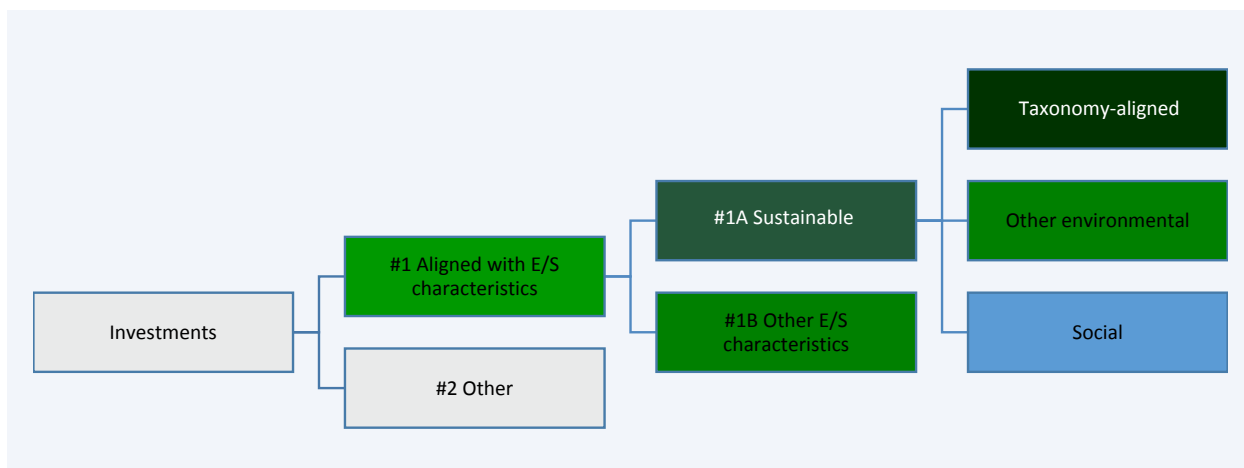 Investments
#1 Aligned with E/S
characteristics
#2 Other
#1A Sustainable
#1B Other E/S
characteristics
Taxonomy-aligned
Other environmental
Social